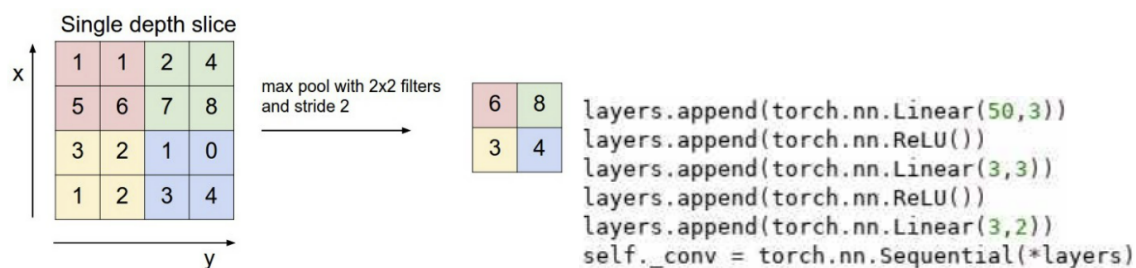 Single depth slice
x
1 1 2 4
5 6 7 8
3 2 1 0
1 2 3 4
y
max pool with 2x2 filters
and stride 2
6 8
3 4
layers.append(torch.nn.Linear(50,3))
layers.append(torch.nn.ReLU())
layers.append(torch.nn.Linear(3,3))
layers.append(torch.nn.ReLU())
layers.append(torch.nn.Linear(3,2))
self._conv = torch.nn.Sequential(*layers)